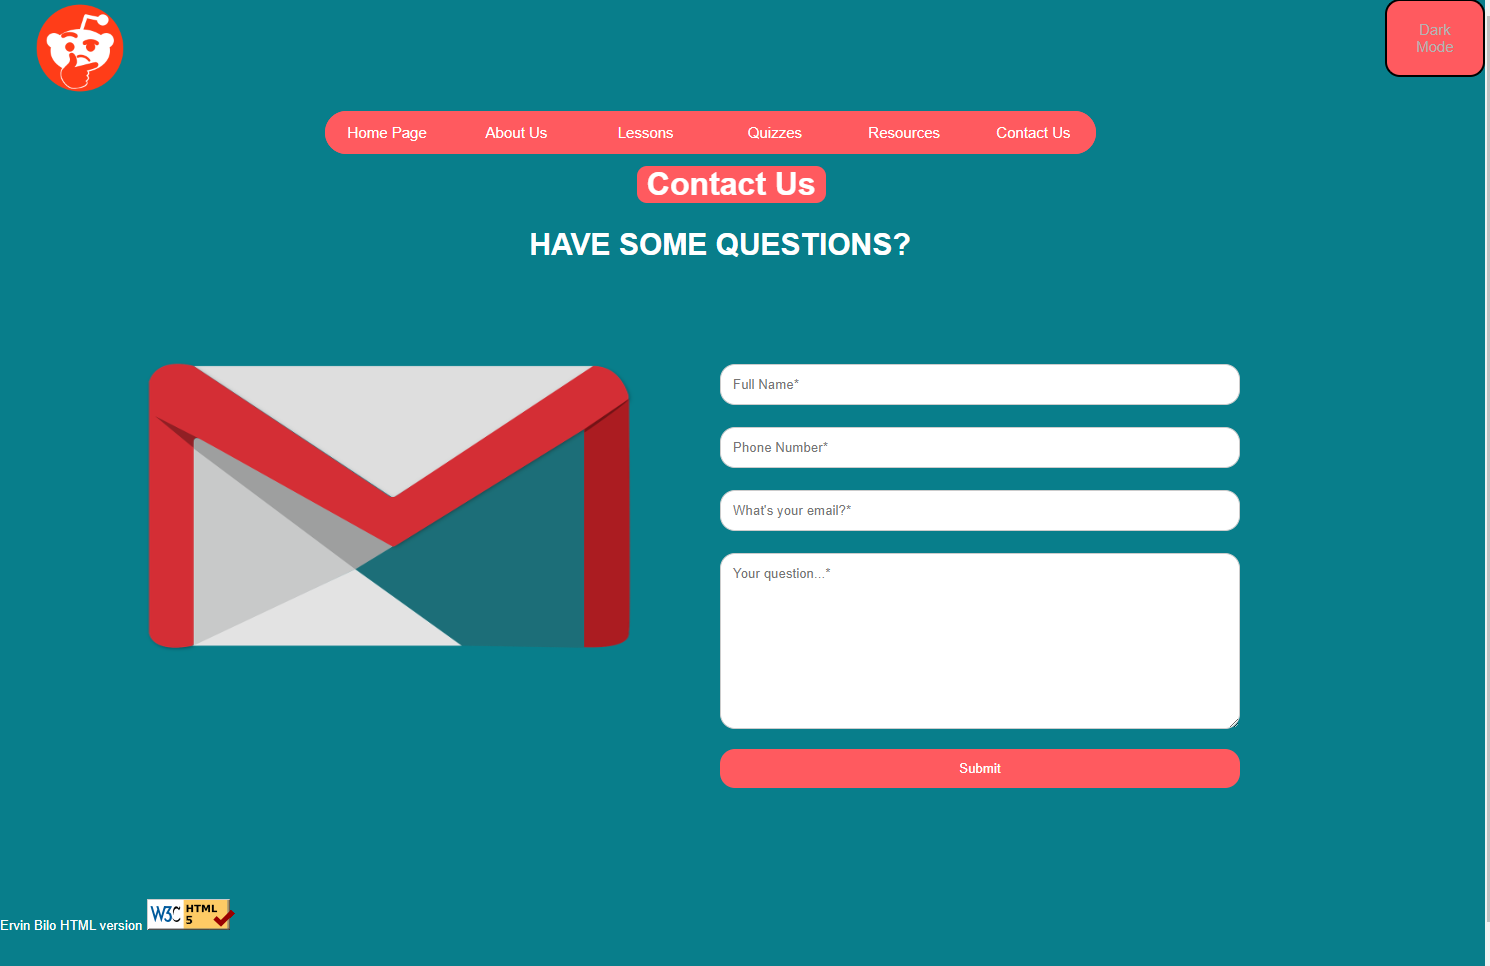 Dark
Mode
Home Page About Us Lessons Quizzes Resources Contact Us
Contact Us
HAVE SOME QUESTIONS?
Full Name*
Phone Number*
What's your email?*
Your question...*
Submit
Ervin Bilo HTML version W3C HTML 5